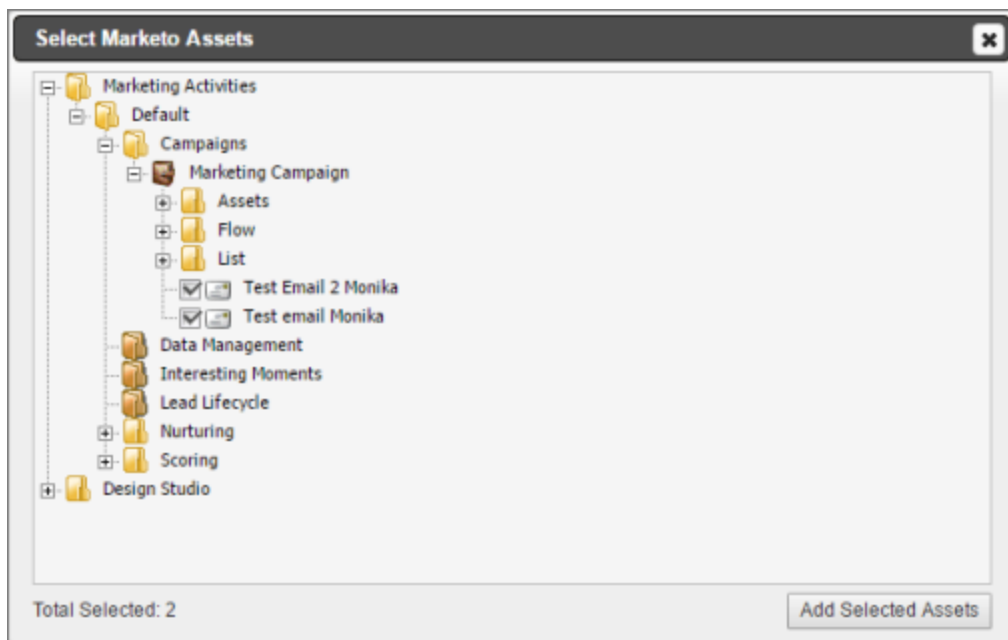 Select Marketo Assets
Marketing Activities
Default
Campaigns
Marketing Campaign
Assets
Flow
List
Test Email 2 Monika
Test email Monika
Data Management
Interesting Moments
Lead Lifecycle
Nurturing
Scoring
Design Studio
Total Selected: 2
Add Selected Assets